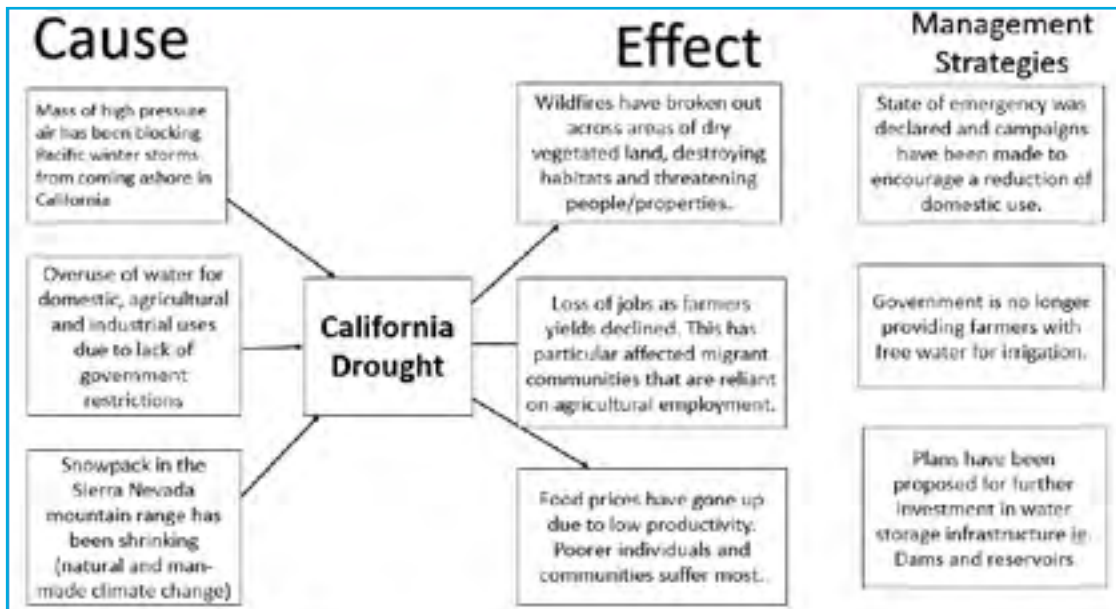 Cause
Mass of high pressure
air has been blocking
Pacific winter storms
from coming ashore in
California
Overuse of water for
domestic, agricultural
and industrial uses
due to lack of
government
restrictions
Snowpack in the
Sierra Nevada
mountain range has
been shrinking
(natural and man-
made climate change)
California
Drought
Effect
Wildfires have broken out
across areas of dry
vegetated land, destroying
habitats and threatening
people/properties.
Loss of jobs as farmers
yields declined. This has
particular affected migrant
communities that are reliant
on agricultural employment.
Food prices have gone up
due to low productivity.
Poorer individuals and
communities suffer most.
Management
Strategies
State of emergency was
declared and campaigns
have been made to
encourage a reduction of
domestic use.
Government is no longer
providing farmers with
free water for irrigation.
Plans have been
proposed for further
investment in water
storage infrastructure ie.
Dams and reservoirs